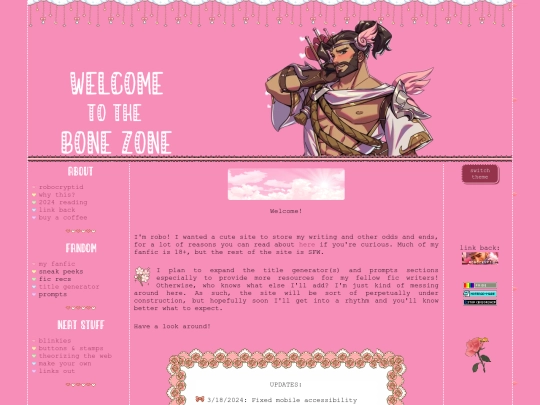 WELCOME
TO THE
BONE ZONE
ABOUT
robocryptid
why this?
2024 reading
link back
buy a coffee
FANDOM
my fanfic
sneak peeks
fic recs
title generator
prompts
NEAT STUFF
blinkies
buttons & stamps
theorizing the web
make your own
links out
Welcome!
I'm robo! I wanted a cute site to store my writing and other odds and ends,
for a lot of reasons you can read about here if you're curious. Much of my
fanfic is 18+, but the rest of the site is SFW.
I plan to expand the title generator(s) and prompts sections
especially to provide more resources for my fellow fic writers!
Otherwise, who knows what else I'll add? I'm just kind of messing
around here. As such, the site will be sort of perpetually under
construction, but hopefully soon I'll get into a rhythm and you'll know
better what to expect.
Have a look around!
UPDATES:
3/18/2024: Fixed mobile accessibility
switch
theme
link back: